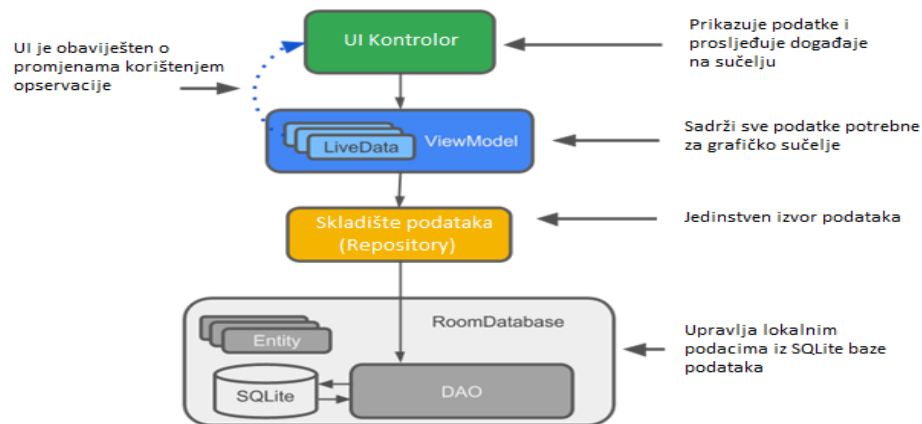 UI Kontrolor
Prikazuje podatke i
prosljeđuje događaje
na sučelju
UI je obaviješten o
promjenama korištenjem
opservacije
LiveData
ViewModel
Sadrži sve podatke potrebne
za grafičko sučelje
Skladište podataka
(Repository)
Jedinstven izvor podataka
RoomDatabase
Entity
SQLite
DAO
Upravlja lokalnim
podacima iz SQLite baze
podataka